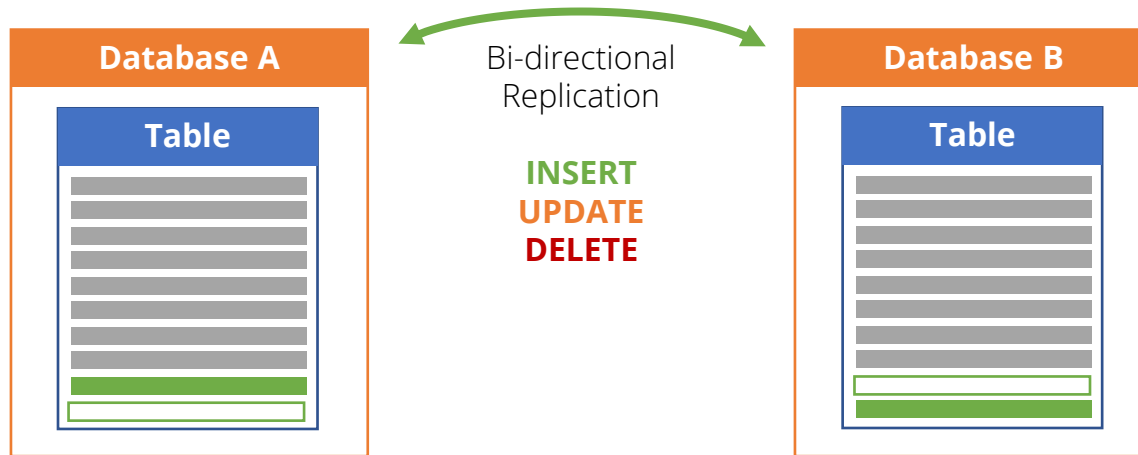 Database A
Table
Bi-directional
Replication
INSERT
UPDATE
DELETE
Database B
Table